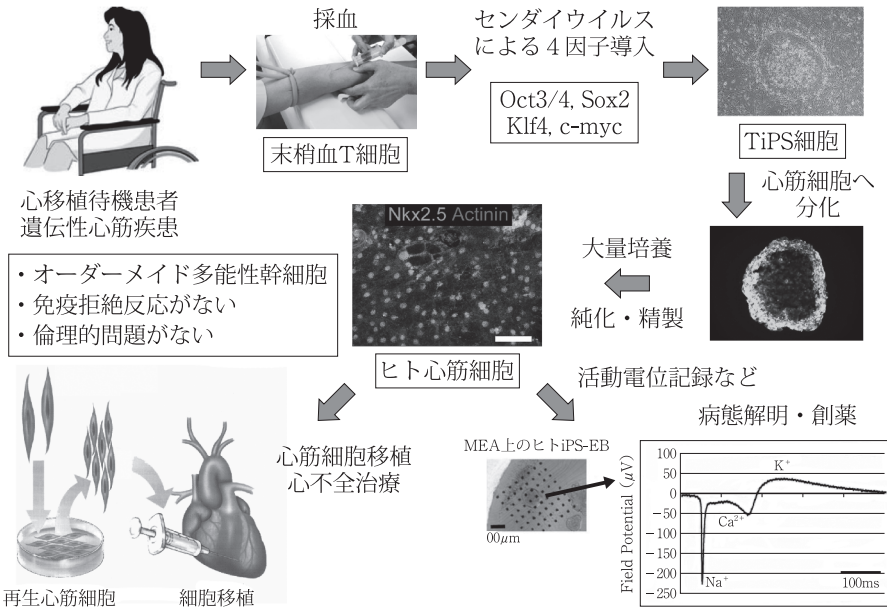 採血
末梢血T細胞
センダイウイルス
による4因子導入
Oct3/4, Sox2
Klf4, c-myc
TiPS細胞
心筋細胞へ
分化
心移植待機患者
遺伝性心筋疾患
・オーダーメイド多能性幹細胞
・免疫拒絶反応がない
・倫理的問題がない
Nkx2.5 Actinin
大量培養
純化・精製
ヒト心筋細胞
心筋細胞移植
心不全治療
再生心筋細胞
細胞移植
活動電位記録など
病態解明・創薬
MEA上のヒトiPS-EB
00μm
Field Potential (μV)
100
50
0
−50
−100
−150
−200
−250
K⁺
Ca²⁺
Na⁺
100ms